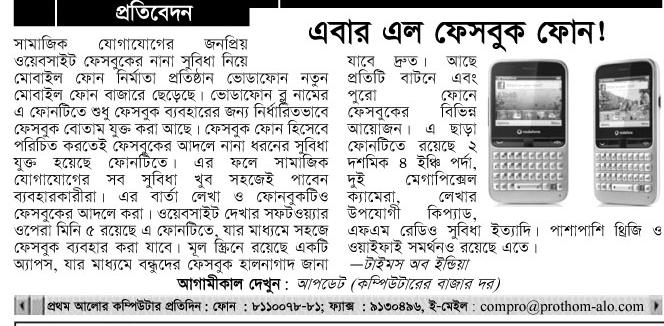 প্রতিবেদন
এবার এল ফেসবুক ফোন!
সামাজিক যোগাযোগের জনপ্রিয়
ওয়েবসাইট ফেসবুকের নানা সুবিধা নিয়ে
মোবাইল ফোন নির্মাতা প্রতিষ্ঠান ভোডাফোন নতুন
মোবাইল ফোন বাজারে ছেড়েছে। ভোডাফোন ব্লু নামের
এ ফোনটিতে শুধু ফেসবুক ব্যবহারের জন্য নির্ধারিতভাবে
ফেসবুক বোতাম যুক্ত করা আছে। ফেসবুক ফোন হিসেবে
পরিচিত করতেই ফেসবুকের আদলে নানা ধরনের সুবিধা
যুক্ত হয়েছে ফোনটিতে। এর ফলে সামাজিক
যোগাযোগের সব সুবিধা খুব সহজেই পাবেন
ব্যবহারকারীরা। এর বার্তা লেখা ও ফোনবুকটিও
ফেসবুকের আদলে করা। ওয়েবসাইট দেখার সফটওয়্যার
ওপেরা মিনি ৫ রয়েছে এ ফোনটিতে, যার মাধ্যমে সহজে
ফেসবুক ব্যবহার করা যাবে। মূল স্ক্রিনে রয়েছে একটি
অ্যাপস, যার মাধ্যমে বন্ধুদের ফেসবুক হালনাগাদ জানা
যাবে দ্রুত। আছে
প্রতিটি বাটনে এবং
পুরো ফোনে
ফেসবুকের বিভিন্ন
আয়োজন। এ ছাড়া
ফোনটিতে রয়েছে ২
দশমিক ৪ ইঞ্চি পর্দা,
দুই মেগাপিক্সেল
ক্যামেরা, লেখার
উপযোগী কিপ্যাড,
এফএম রেডিও সুবিধা ইত্যাদি। পাশাপাশি থ্রিজি ও
ওয়াইফাই সমর্থনও রয়েছে এতে।
—টাইমস অব ইন্ডিয়া
vodafone
vodafone
আগামীকাল দেখুন : আপডেট (কম্পিউটারের বাজার দর)
প্রথম আলোর কম্পিউটার প্রতিদিন : ফোন : ৮১১০০৭৮-৮১; ফ্যাক্স : ৯১৩০৪৯৬, ই-মেইল : compro@prothom-alo.com